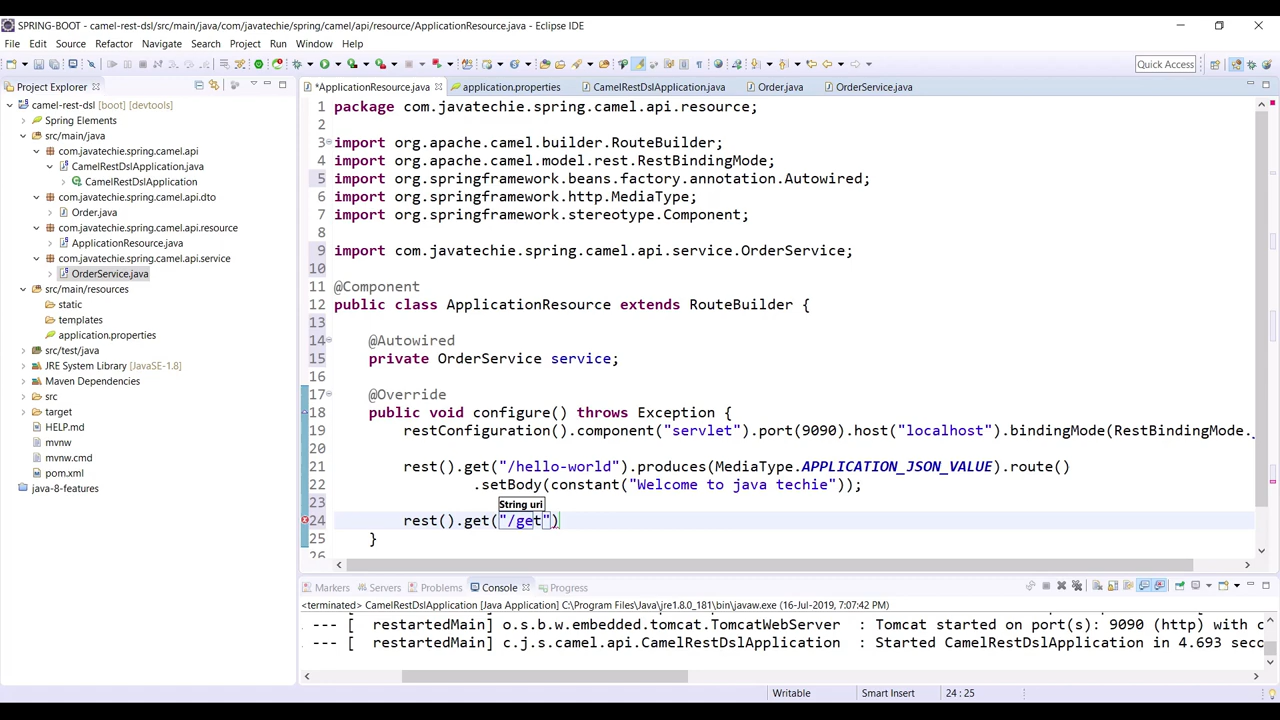 SPRING-BOOT - camel-rest-dsl/src/main/java/com/javatechie/spring/camel/api/resource/ApplicationResource.java - Eclipse IDE
File Edit Source Refactor Navigate Search Project Run Window Help
Quick Access
Project Explorer
camel-rest-dsl [boot] [devtools]
Spring Elements
src/main/java
com.javatechie.spring.camel.api
CamelRestDslApplication.java
CamelRestDslApplication
com.javatechie.spring.camel.api.dto
Order.java
com.javatechie.spring.camel.api.resource
ApplicationResource.java
com.javatechie.spring.camel.api.service
OrderService.java
src/main/resources
static
templates
application.properties
src/test/java
JRE System Library [JavaSE-1.8]
Maven Dependencies
src
target
HELP.md
mvnw
mvnw.cmd
pom.xml
java-8-features
*ApplicationResource.java application.properties CamelRestDslApplication.java Order.java OrderService.java
1 package com.javatechie.spring.camel.api.resource;
2
3 import org.apache.camel.builder.RouteBuilder;
4 import org.apache.camel.model.rest.RestBindingMode;
5 import org.springframework.beans.factory.annotation.Autowired;
6 import org.springframework.http.MediaType;
7 import org.springframework.stereotype.Component;
8
9 import com.javatechie.spring.camel.api.service.OrderService;
10
11 @Component
12 public class ApplicationResource extends RouteBuilder {
13
14 @Autowired
15 private OrderService service;
16
17 @Override
18 public void configure() throws Exception {
19 restConfiguration().component("servlet").port(9090).host("localhost").bindingMode(RestBindingMode.
20
21 rest().get("/hello-world").produces(MediaType.APPLICATION_JSON_VALUE).route()
22 .setBody(constant("Welcome to java techie"));
23
String uri
24 rest().get("/get")
25 }
26
Markers Servers Problems Console Progress
<terminated> CamelRestDslApplication [Java Application] C:\Program Files\Java\jre1.8.0_181\bin\javaw.exe (16-Jul-2019, 7:07:42 PM)
--- [ restartedMain] o.s.b.w.embedded.tomcat.TomcatWebServer : Tomcat started on port(s): 9090 (http) with c
--- [ restartedMain] c.j.s.camel.api.CamelRestDslApplication : Started CamelRestDslApplication in 4.693 seco
Writable Smart Insert 24 : 25